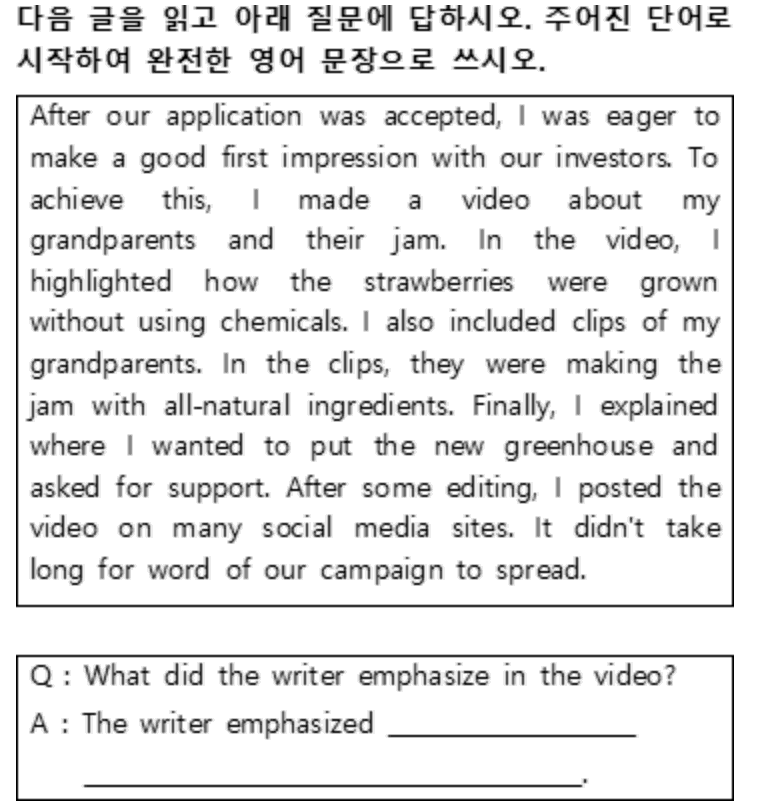 다음 글을 읽고 아래 질문에 답하시오. 주어진 단어로
시작하여 완전한 영어 문장으로 쓰시오.
After our application was accepted, I was eager to
make a good first impression with our investors. To
achieve this, I made a video about my
grandparents and their jam. In the video, I
highlighted how the strawberries were grown
without using chemicals. I also included clips of my
grandparents. In the clips, they were making the
jam with all-natural ingredients. Finally, I explained
where I wanted to put the new greenhouse and
asked for support. After some editing, I posted the
video on many social media sites. It didn't take
long for word of our campaign to spread.
Q : What did the writer emphasize in the video?
A : The writer emphasized _______________
______________________________.